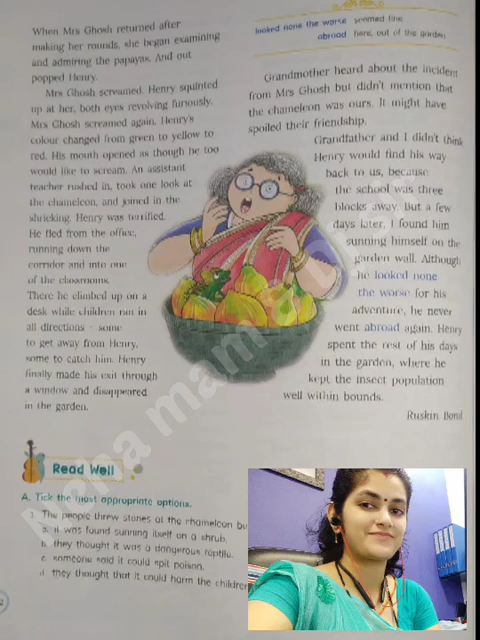 When Mrs Ghosh returned after
making her rounds, she began examining
and admiring the papayas. And out
popped Henry.
Mrs Ghosh screamed. Henry squinted
up at her, both eyes revolving furiously.
Mrs Ghosh screamed again. Henry's
colour changed from green to yellow to
red. His mouth opened as though he too
would like to scream. An assistant
teacher rushed in, took one look at
the chameleon, and joined in the
shrieking. Henry was terrified.
He fled from the office,
running down the
corridor and into one
of the classrooms.
There he climbed up on a
desk while children ran in
all directions – some
to get away from Henry,
some to catch him. Henry
finally made his exit through
a window and disappeared
in the garden.
looked none the worse seemed fine
abroad here, out of the garden
Grandmother heard about the incident
from Mrs Ghosh but didn't mention that
the chameleon was ours. It might have
spoiled their friendship.
Grandfather and I didn't think
Henry would find his way
back to us, because
the school was three
blocks away. But a few
days later, I found him
sunning himself on the
garden wall. Although
he looked none
the worse for his
adventure, he never
went abroad again. Henry
spent the rest of his days
in the garden, where he
kept the insect population
well within bounds.
Ruskin Bond
Read Well
A. Tick the most appropriate options.
1. The people threw stones at the chameleon
a. it was found sunning itself on a shrub.
b. they thought it was a dangerous reptile.
c. someone said it could spit poison.
d. they thought that it could harm the children